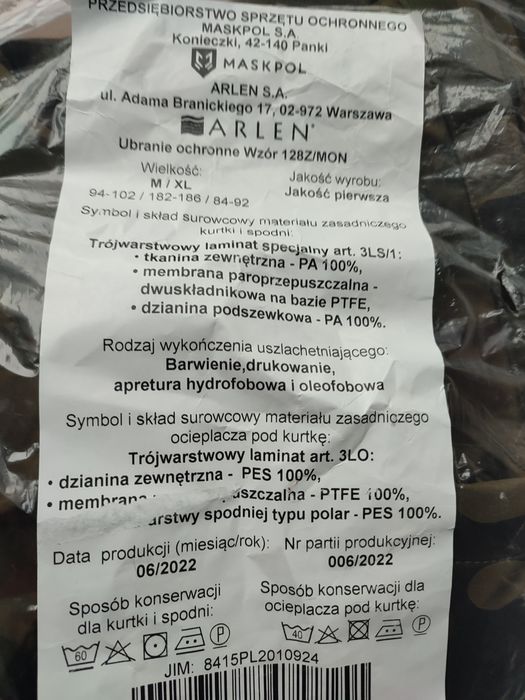 PRZEDSIĘBIORSTWO SPRZĘTU OCHRONNEGO
MASKPOL S.A.
Konieczki, 42-140 Panki
MASKPOL
ARLEN S.A.
ul. Adama Branickiego 17, 02-972 Warszawa
ARLEN®
Ubranie ochronne Wzór 128Z/MON
Wielkość: Jakość wyrobu:
M / XL Jakość pierwsza
94-102 / 182-186 / 84-92
Symbol i skład surowcowy materiału zasadniczego
kurtki i spodni:
Trójwarstwowy laminat specjalny art. 3LS/1:
• tkanina zewnętrzna - PA 100%,
• membrana paroprzepuszczalna -
dwuskładnikowa na bazie PTFE,
• dzianina podszewkowa - PA 100%.
Rodzaj wykończenia uszlachetniającego:
Barwienie,drukowanie,
apretura hydrofobowa i oleofobowa
Symbol i skład surowcowy materiału zasadniczego
ocieplacza pod kurtkę:
Trójwarstwowy laminat art. 3LO:
• dzianina zewnętrzna - PES 100%,
• membrana uszczalna - PTFE 100%,
arstwy spodniej typu polar - PES 100%.
Data produkcji (miesiąc/rok): Nr partii produkcyjnej:
06/2022 006/2022
Sposób konserwacji Sposób konserwacji dla
dla kurtki i spodni: ocieplacza pod kurtkę:
60 P 40 P
JIM: 8415PL2010924